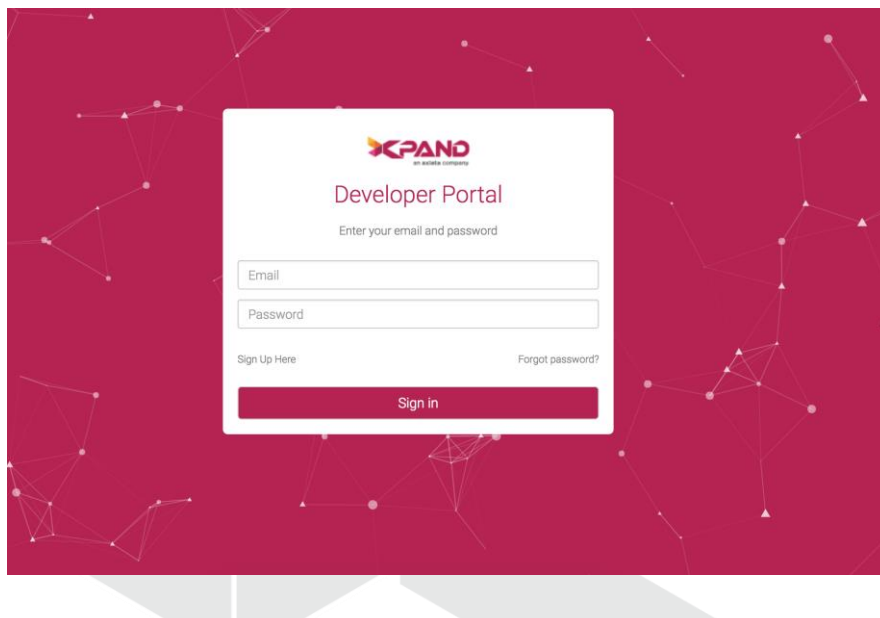 XPAND
an axiata company
Developer Portal
Enter your email and password
Email
Password
Sign Up Here Forgot password?
Sign in